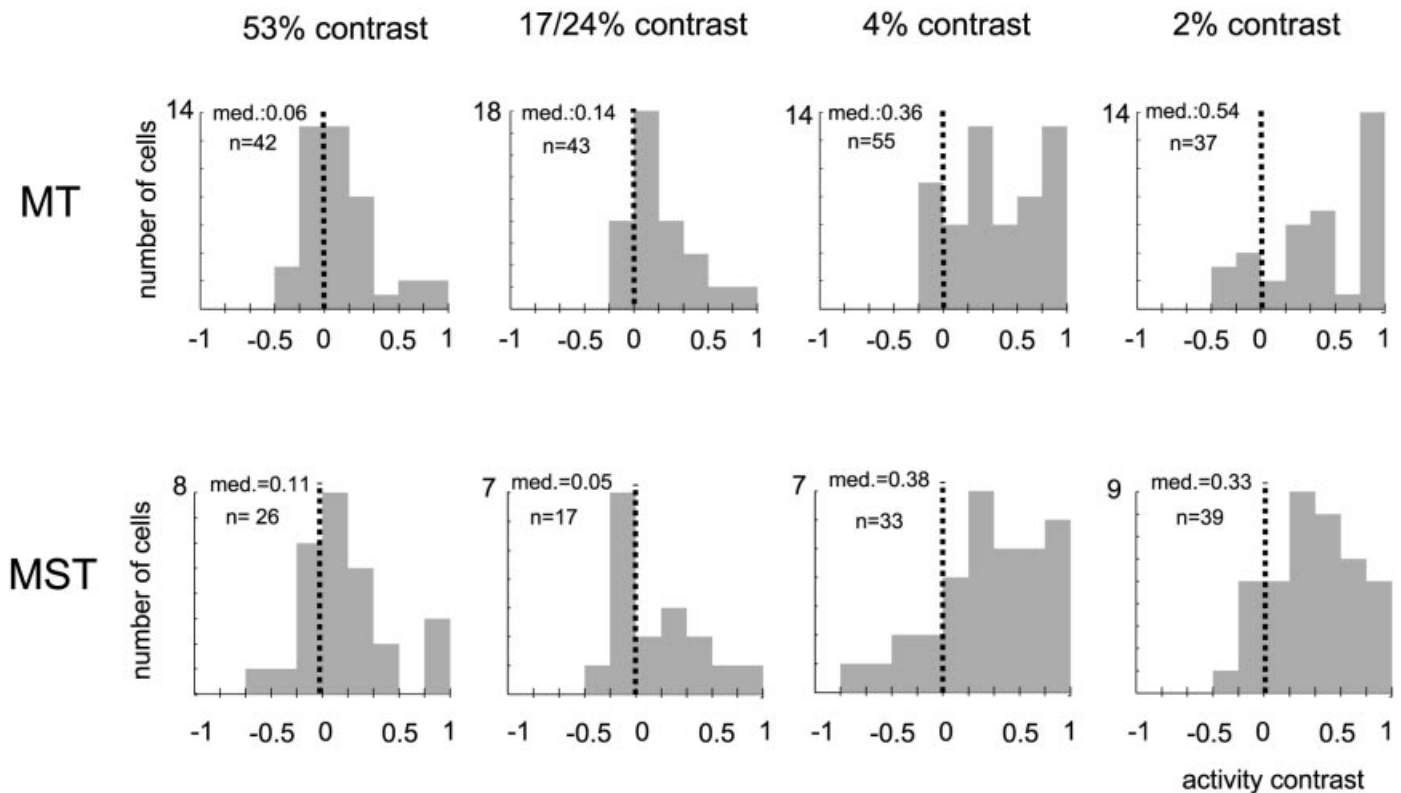 53% contrast 17/24% contrast 4% contrast 2% contrast
MT
number of cells
14
med.:0.06
n=42
-1 -0.5 0 0.5 1
18
med.:0.14
n=43
-1 -0.5 0 0.5 1
14
med.:0.36
n=55
-1 -0.5 0 0.5 1
14
med.:0.54
n=37
-1 -0.5 0 0.5 1
MST
number of cells
8
med.=0.11
n= 26
-1 -0.5 0 0.5 1
7
med.=0.05
n=17
-1 -0.5 0 0.5 1
7
med.=0.38
n=33
-1 -0.5 0 0.5 1
9
med.=0.33
n=39
-1 -0.5 0 0.5 1
activity contrast